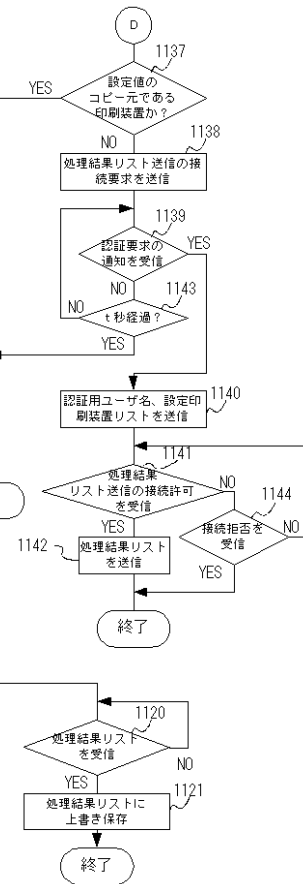 D
1137
設定値の
コピー元である
印刷装置か？
YES
NO
1138
処理結果リスト送信の接
続要求を送信
1139
認証要求の
通知を受信
YES
NO
1143
NO
t秒経過？
YES
1140
認証用ユーザ名、設定印
刷装置リストを送信
1141
処理結果
リスト送信の接続許可
を受信
NO
1144
YES
接続拒否を
受信
NO
1142
処理結果リスト
を送信
YES
終了
1120
処理結果リスト
を受信
NO
YES
1121
処理結果リストに
上書き保存
終了